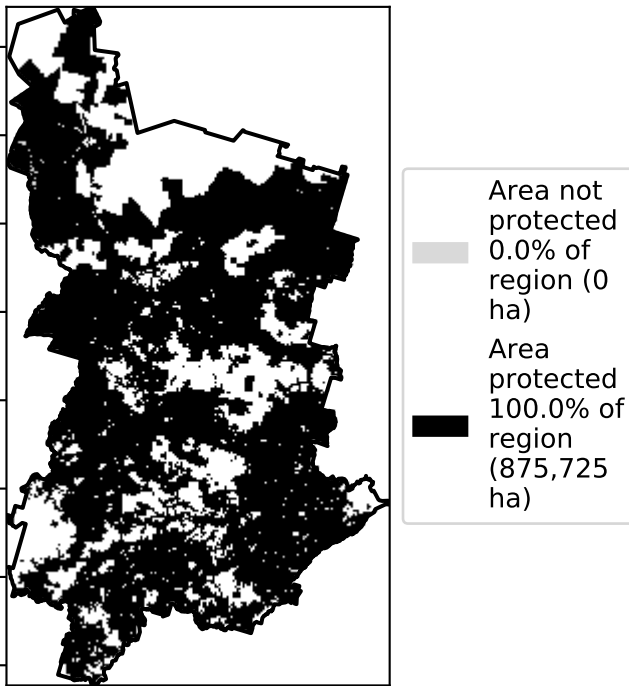 Area not
protected
0.0% of
region (0
ha)
Area
protected
100.0% of
region
(875,725
ha)